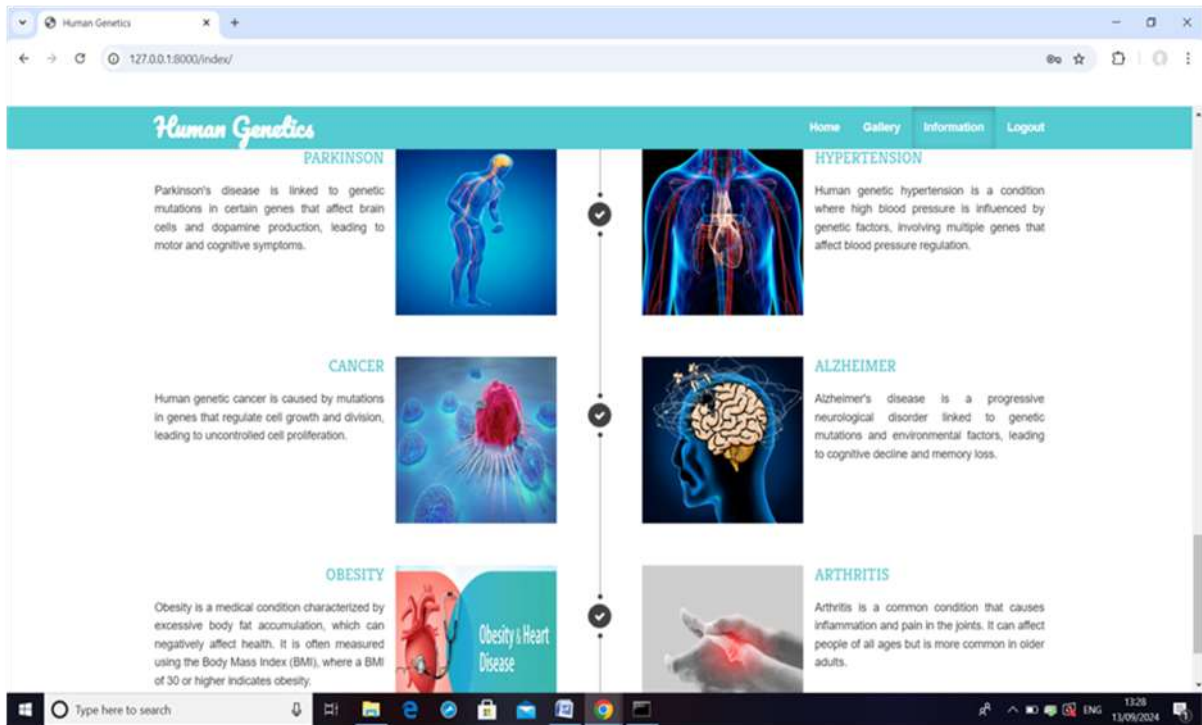 Human Genetics
127.0.0.1:8000/index/
Human Genetics
Home Gallery Information Logout
PARKINSON
Parkinson's disease is linked to genetic
mutations in certain genes that affect brain
cells and dopamine production, leading to
motor and cognitive symptoms.
HYPERTENSION
Human genetic hypertension is a condition
where high blood pressure is influenced by
genetic factors, involving multiple genes that
affect blood pressure regulation.
CANCER
Human genetic cancer is caused by mutations
in genes that regulate cell growth and division,
leading to uncontrolled cell proliferation.
ALZHEIMER
Alzheimer's disease is a progressive
neurological disorder linked to genetic
mutations and environmental factors, leading
to cognitive decline and memory loss.
OBESITY
Obesity is a medical condition characterized by
excessive body fat accumulation, which can
negatively affect health. It is often measured
using the Body Mass Index (BMI), where a BMI
of 30 or higher indicates obesity.
Obesity & Heart
Disease
ARTHRITIS
Arthritis is a common condition that causes
inflammation and pain in the joints. It can affect
people of all ages but is more common in older
adults.
Type here to search
ENG
13:28
13/09/2024